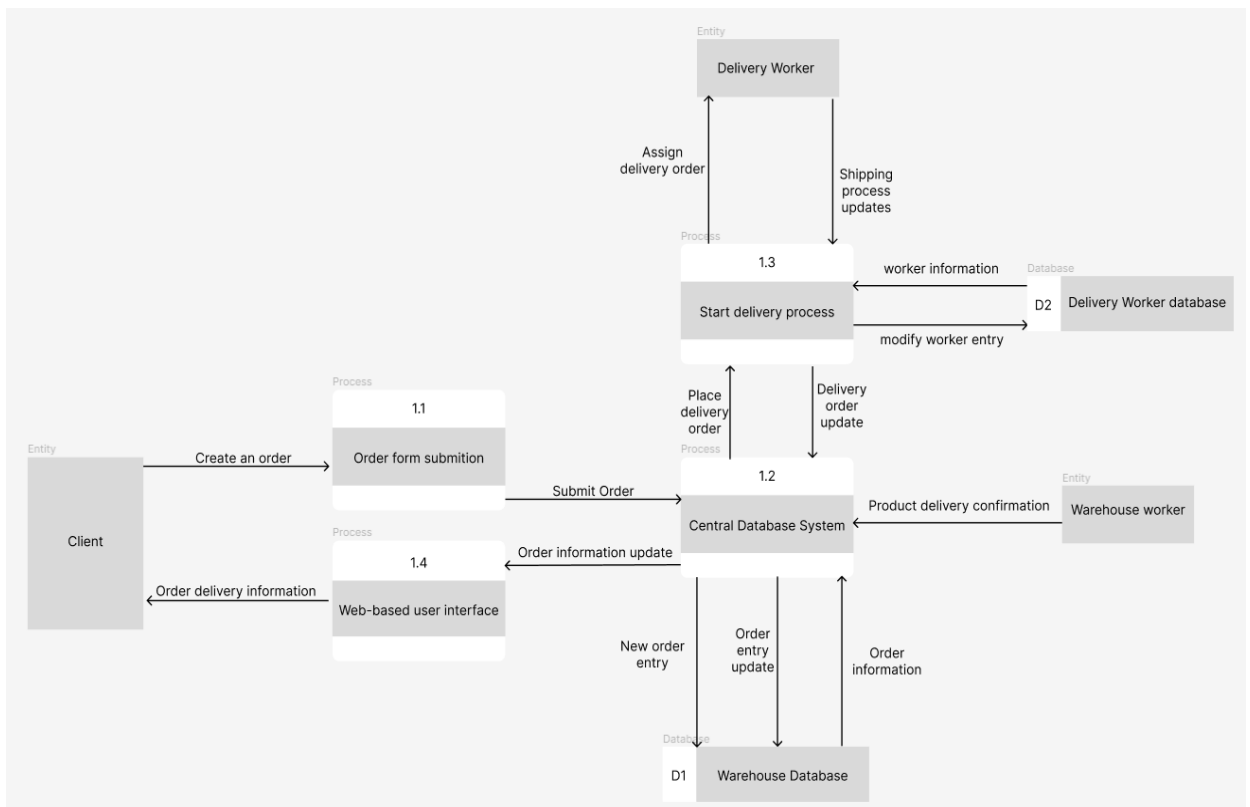 Entity
Delivery Worker
Assign
delivery order
Shipping
process
updates
Process
1.3
Start delivery process
worker information
modify worker entry
Database
D2
Delivery Worker database
Place
delivery
order
Delivery
order
update
Process
1.1
Order form submition
Entity
Client
Create an order
Submit Order
Process
1.2
Central Database System
Product delivery confirmation
Entity
Warehouse worker
Process
1.4
Web-based user interface
Order information update
Order delivery information
New order
entry
Order
entry
update
Order
information
Database
D1
Warehouse Database